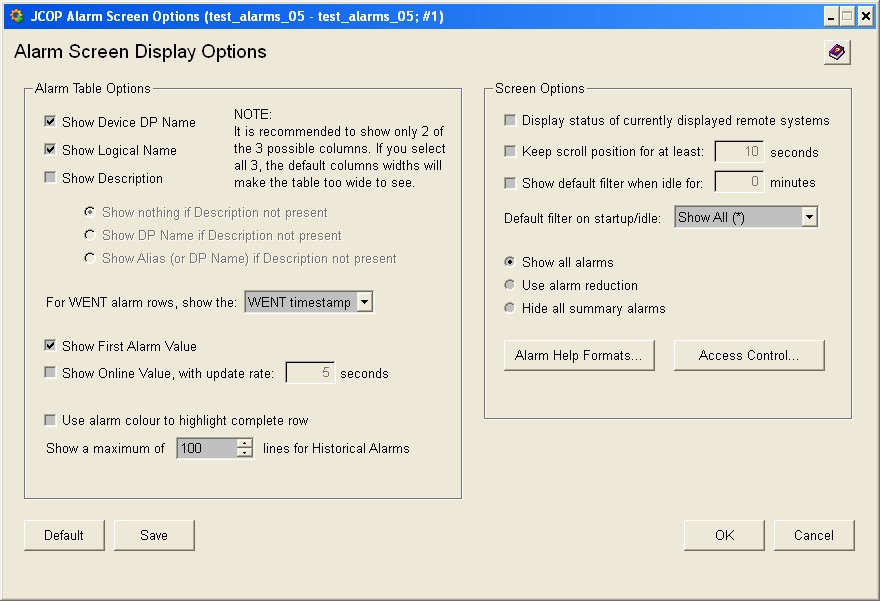 JCOP Alarm Screen Options (test_alarms_05 - test_alarms_05; #1)
Alarm Screen Display Options
Alarm Table Options
Show Device DP Name
Show Logical Name
Show Description
NOTE:
It is recommended to show only 2 of
the 3 possible columns. If you select
all 3, the default columns widths will
make the table too wide to see.
Show nothing if Description not present
Show DP Name if Description not present
Show Alias (or DP Name) if Description not present
For WENT alarm rows, show the: WENT timestamp
Show First Alarm Value
Show Online Value, with update rate: 5 seconds
Use alarm colour to highlight complete row
Show a maximum of 100 lines for Historical Alarms
Screen Options
Display status of currently displayed remote systems
Keep scroll position for at least: 10 seconds
Show default filter when idle for: 0 minutes
Default filter on startup/idle: Show All (*)
Show all alarms
Use alarm reduction
Hide all summary alarms
Alarm Help Formats... Access Control...
Default Save OK Cancel